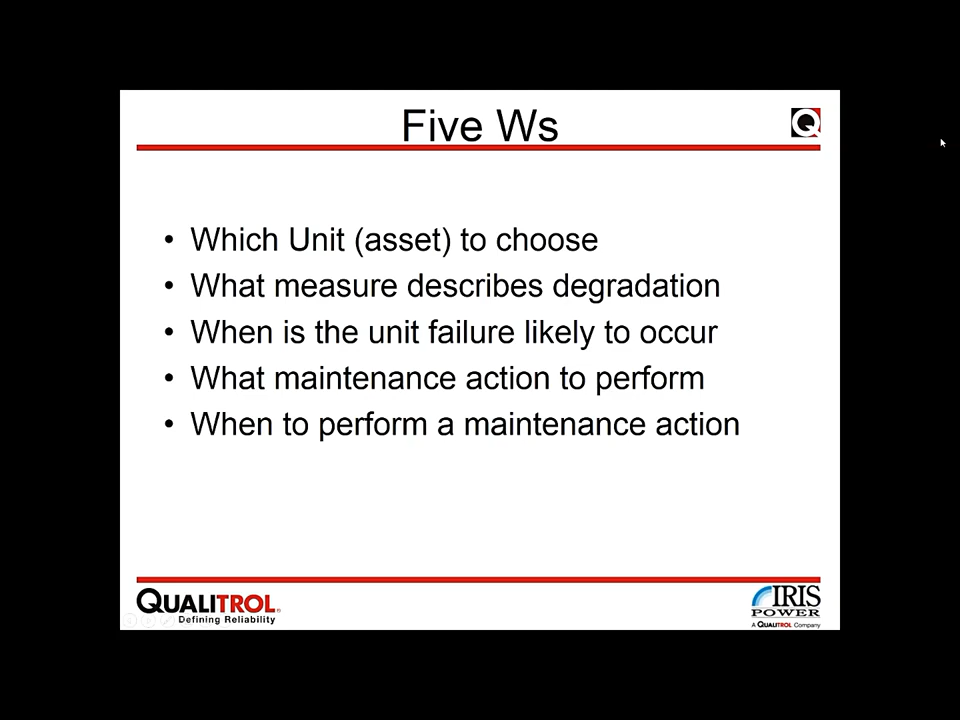 Five Ws
Q
• Which Unit (asset) to choose
• What measure describes degradation
• When is the unit failure likely to occur
• What maintenance action to perform
• When to perform a maintenance action
QUALITROL®
Defining Reliability
IRIS
POWER
A QUALITROL Company